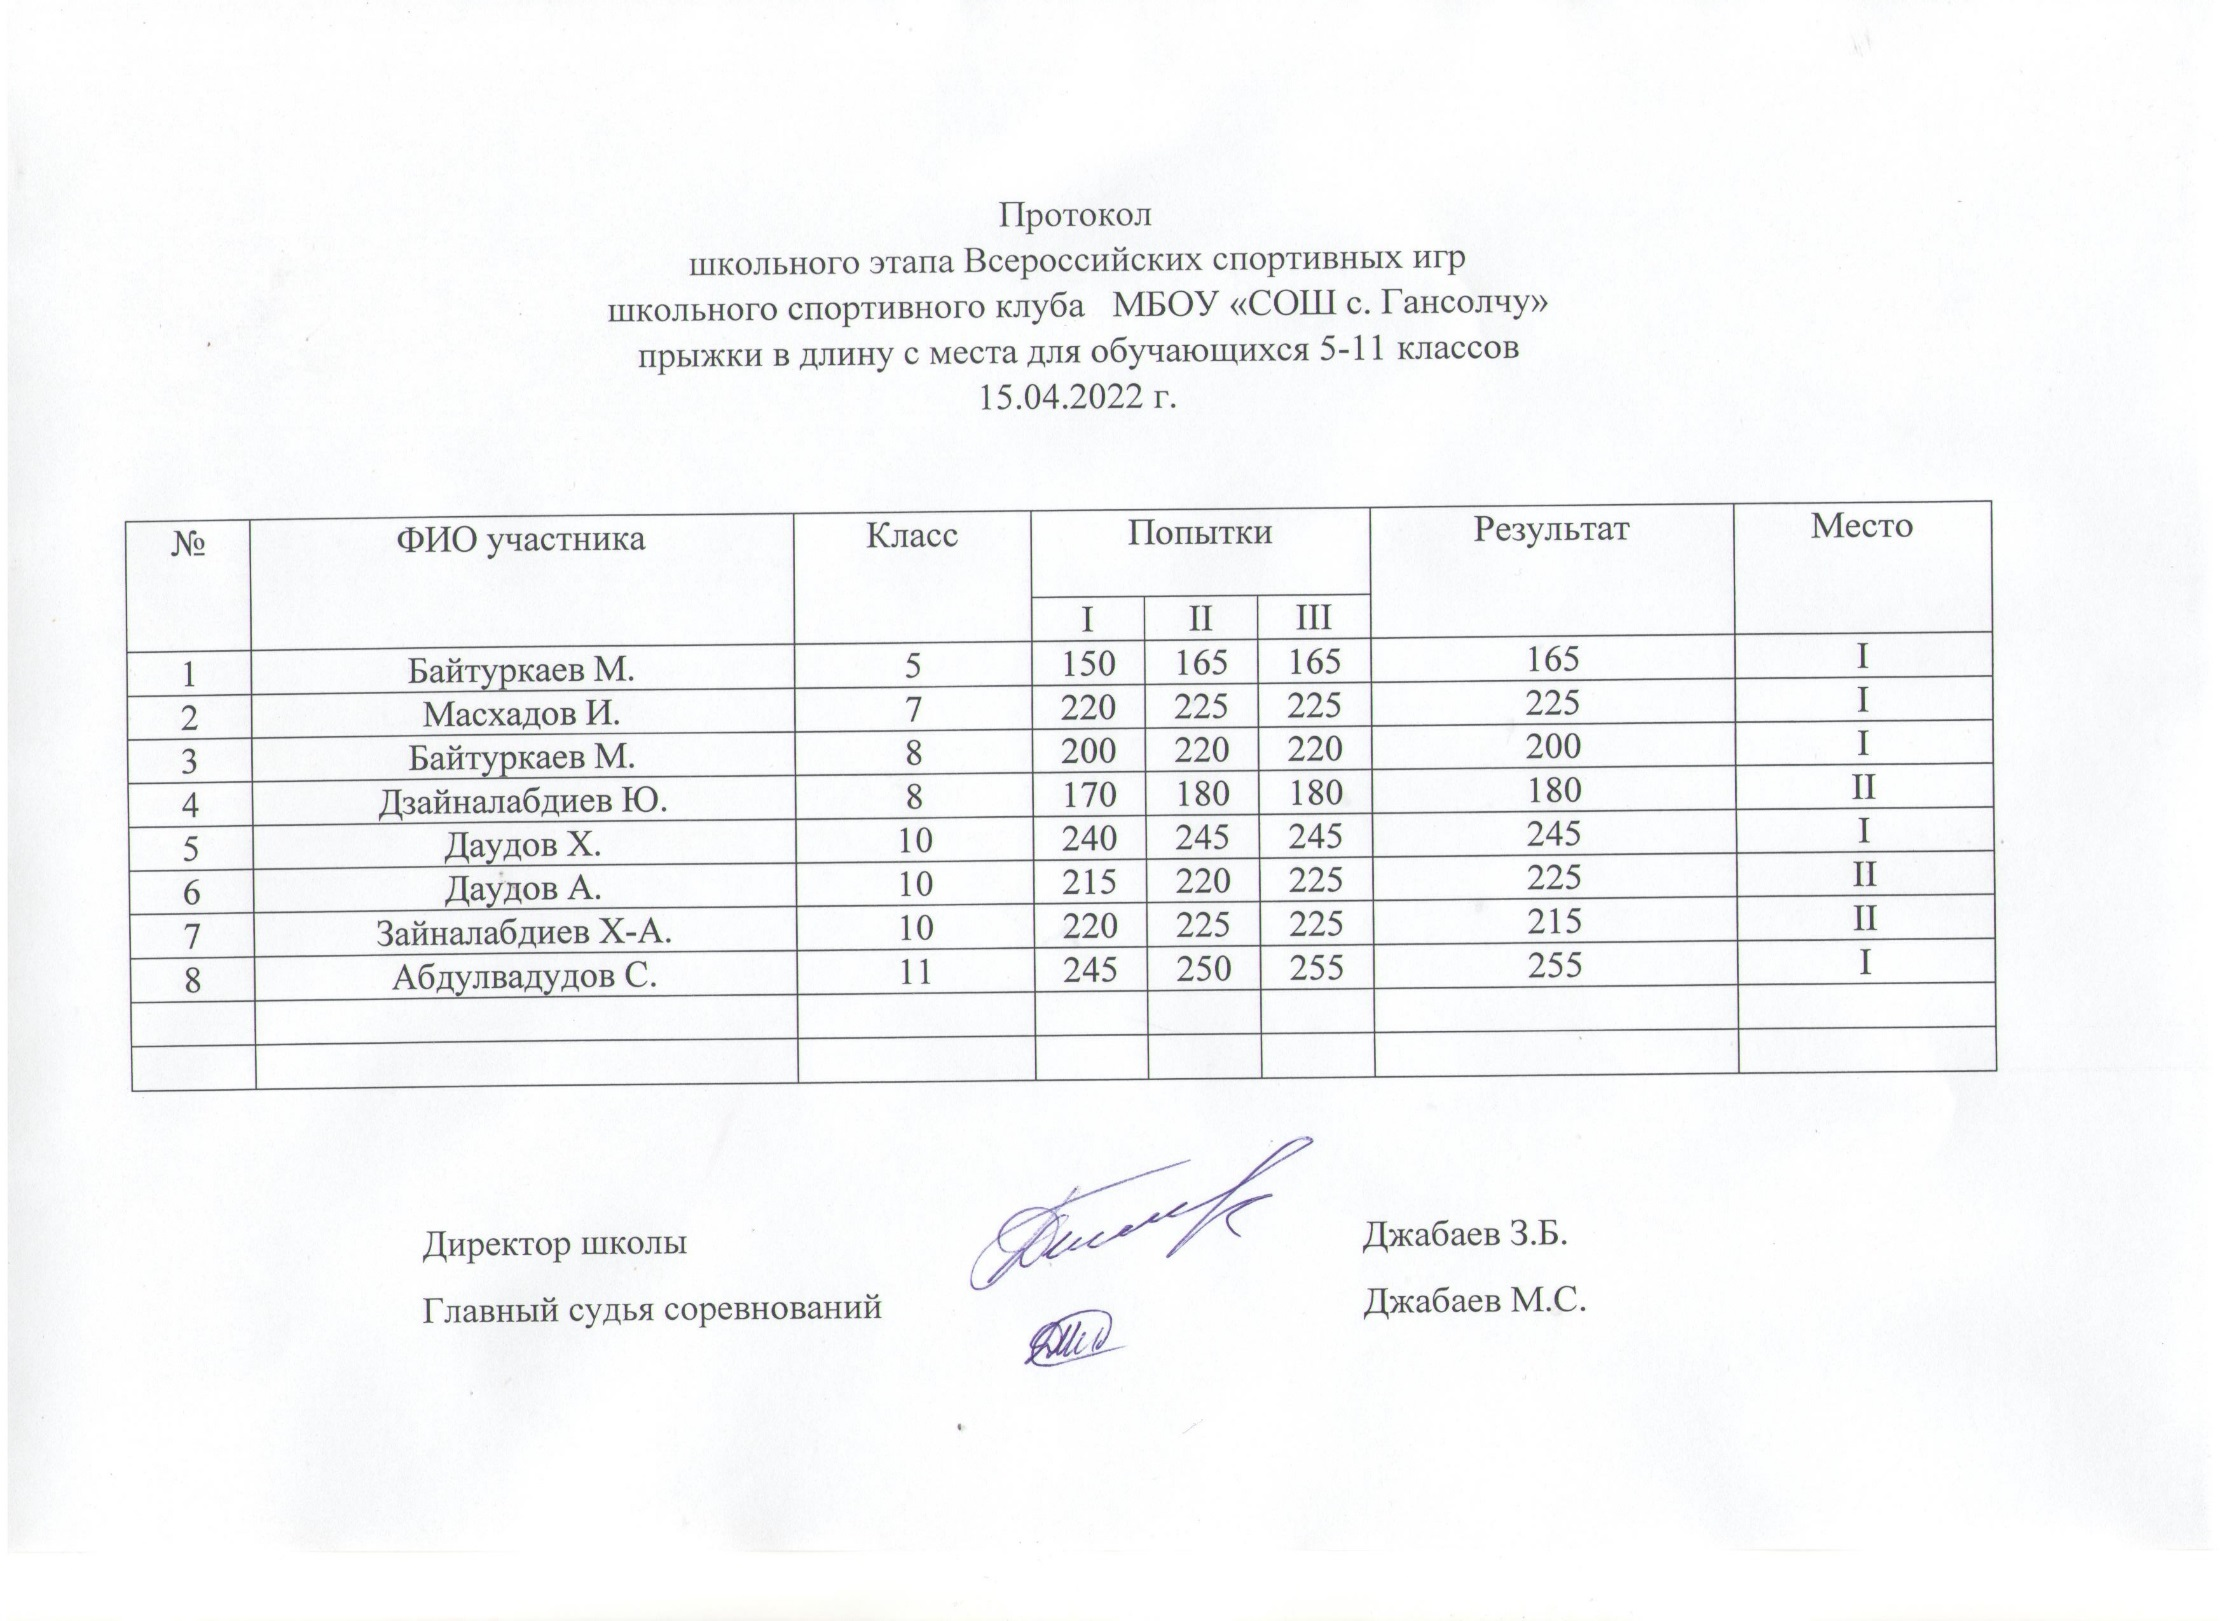 Протокол
школьного этапа Всероссийских спортивных игр
школьного спортивного клуба МБОУ «СОШ с. Гансолчу»
прыжки в длину с места для обучающихся 5-11 классов
15.04.2022 г.
№ ФИО участника Класс Попытки Результат Место
I II III
1 Байтуркаев М. 5 150 165 165 165 I
2 Масхадов И. 7 220 225 225 225 I
3 Байтуркаев М. 8 200 220 220 200 I
4 Дзайналабдиев Ю. 8 170 180 180 180 II
5 Даудов Х. 10 240 245 245 245 I
6 Даудов А. 10 215 220 225 225 II
7 Зайналабдиев Х-А. 10 220 225 225 215 II
8 Абдулвадудов С. 11 245 250 255 255 I
Директор школы Джабаев З.Б.
Главный судья соревнований Джабаев М.С.